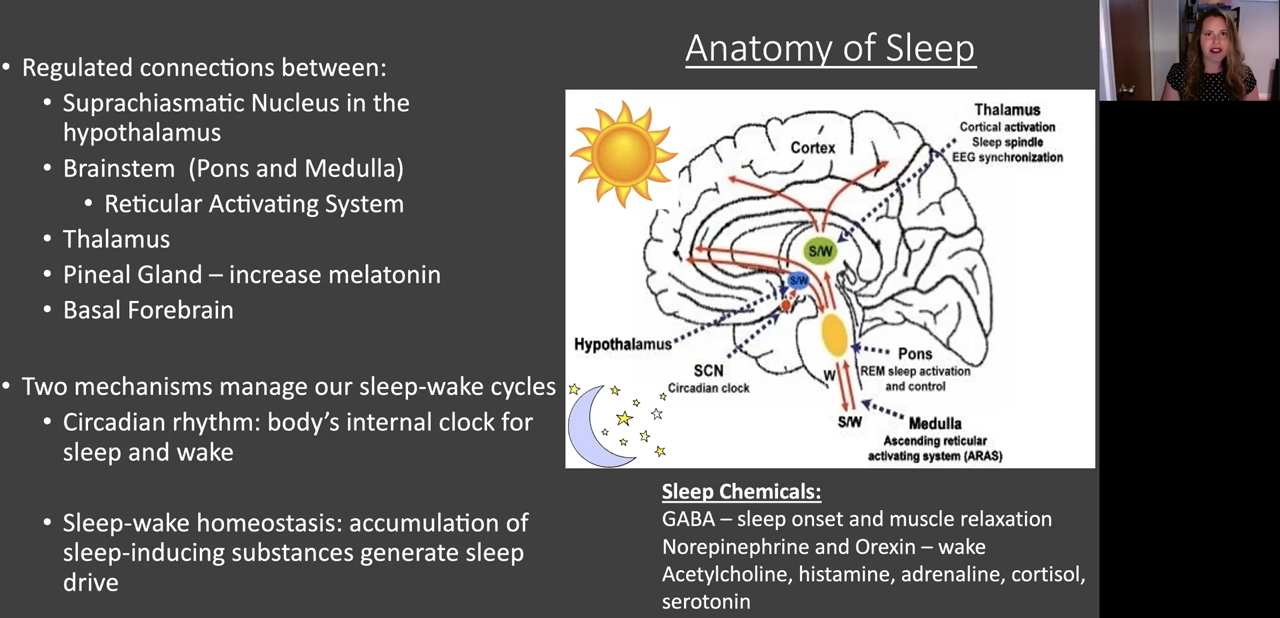 Anatomy of Sleep
• Regulated connections between:
• Suprachiasmatic Nucleus in the
hypothalamus
• Brainstem (Pons and Medulla)
• Reticular Activating System
• Thalamus
• Pineal Gland – increase melatonin
• Basal Forebrain
• Two mechanisms manage our sleep-wake cycles
• Circadian rhythm: body's internal clock for
sleep and wake
• Sleep-wake homeostasis: accumulation of
sleep-inducing substances generate sleep
drive
Thalamus
Cortical activation
Sleep spindle
EEG synchronization
Cortex
S/W
S/W
Hypothalamus
SCN
Circadian clock
Pons
REM sleep activation
and control
W
S/W
Medulla
Ascending reticular
activating system (ARAS)
Sleep Chemicals:
GABA – sleep onset and muscle relaxation
Norepinephrine and Orexin – wake
Acetylcholine, histamine, adrenaline, cortisol,
serotonin